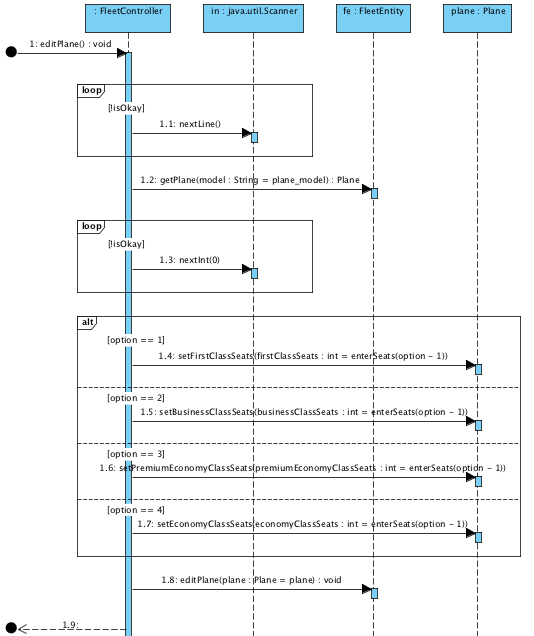 : FleetController
in : java.util.Scanner
fe : FleetEntity
plane : Plane
1: editPlane() : void
loop
[!isOkay]
1.1: nextLine()
1.2: getPlane(model : String = plane_model) : Plane
loop
[!isOkay]
1.3: nextInt(0)
alt
[option == 1]
1.4: setFirstClassSeats(firstClassSeats : int = enterSeats(option - 1))
[option == 2]
1.5: setBusinessClassSeats(businessClassSeats : int = enterSeats(option - 1))
[option == 3]
1.6: setPremiumEconomyClassSeats(premiumEconomyClassSeats : int = enterSeats(option - 1))
[option == 4]
1.7: setEconomyClassSeats(economyClassSeats : int = enterSeats(option - 1))
1.8: editPlane(plane : Plane = plane) : void
1.9: